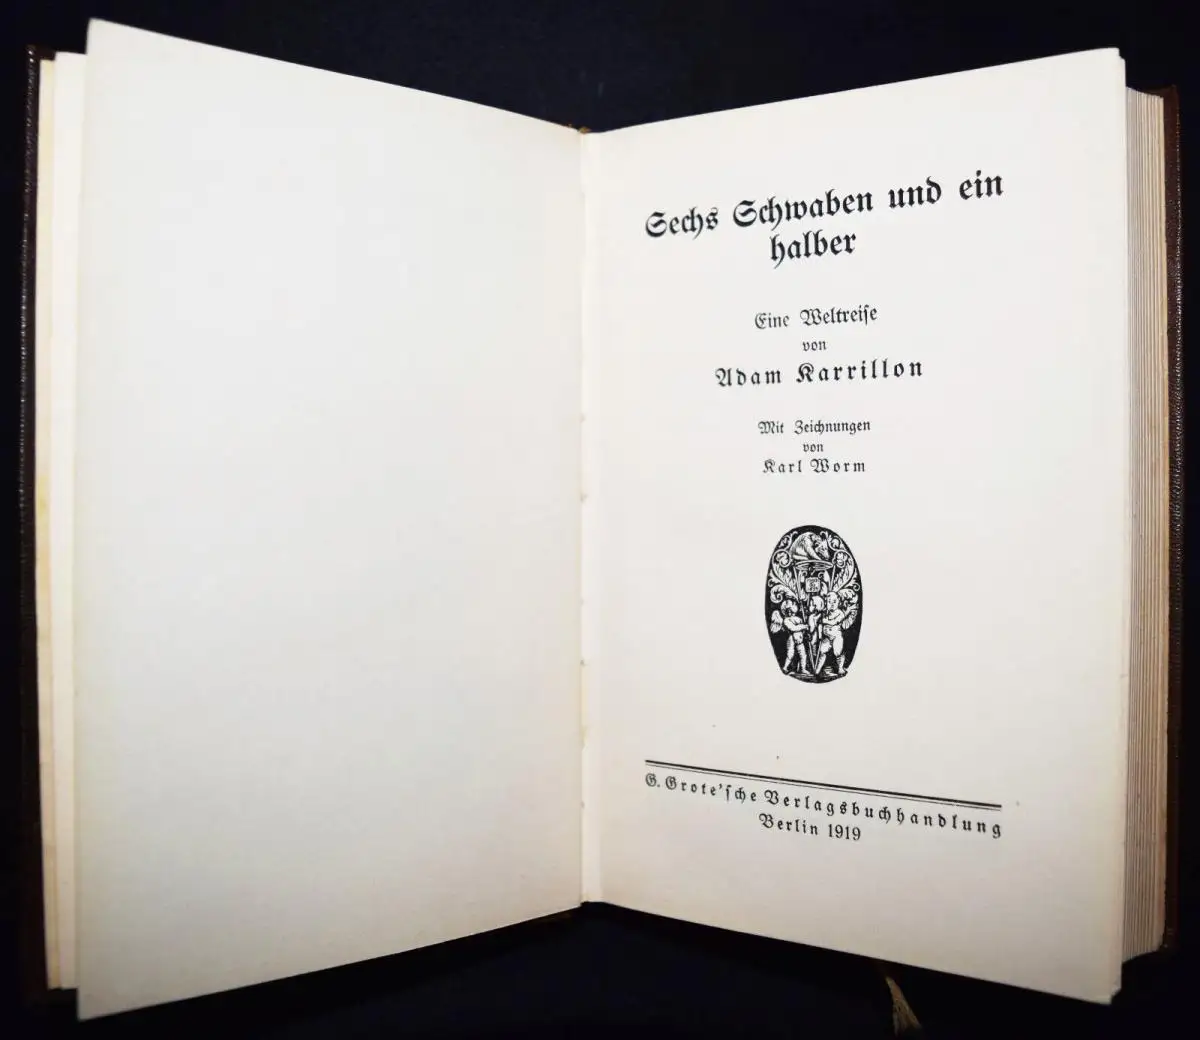 Sechs Schwaben und ein
halber
Eine Weltreiſe
von
Adam Karrillon
Mit Zeichnungen
von
Karl Worm
G. Grote'ſche Verlagsbuchhandlung
Berlin 1919